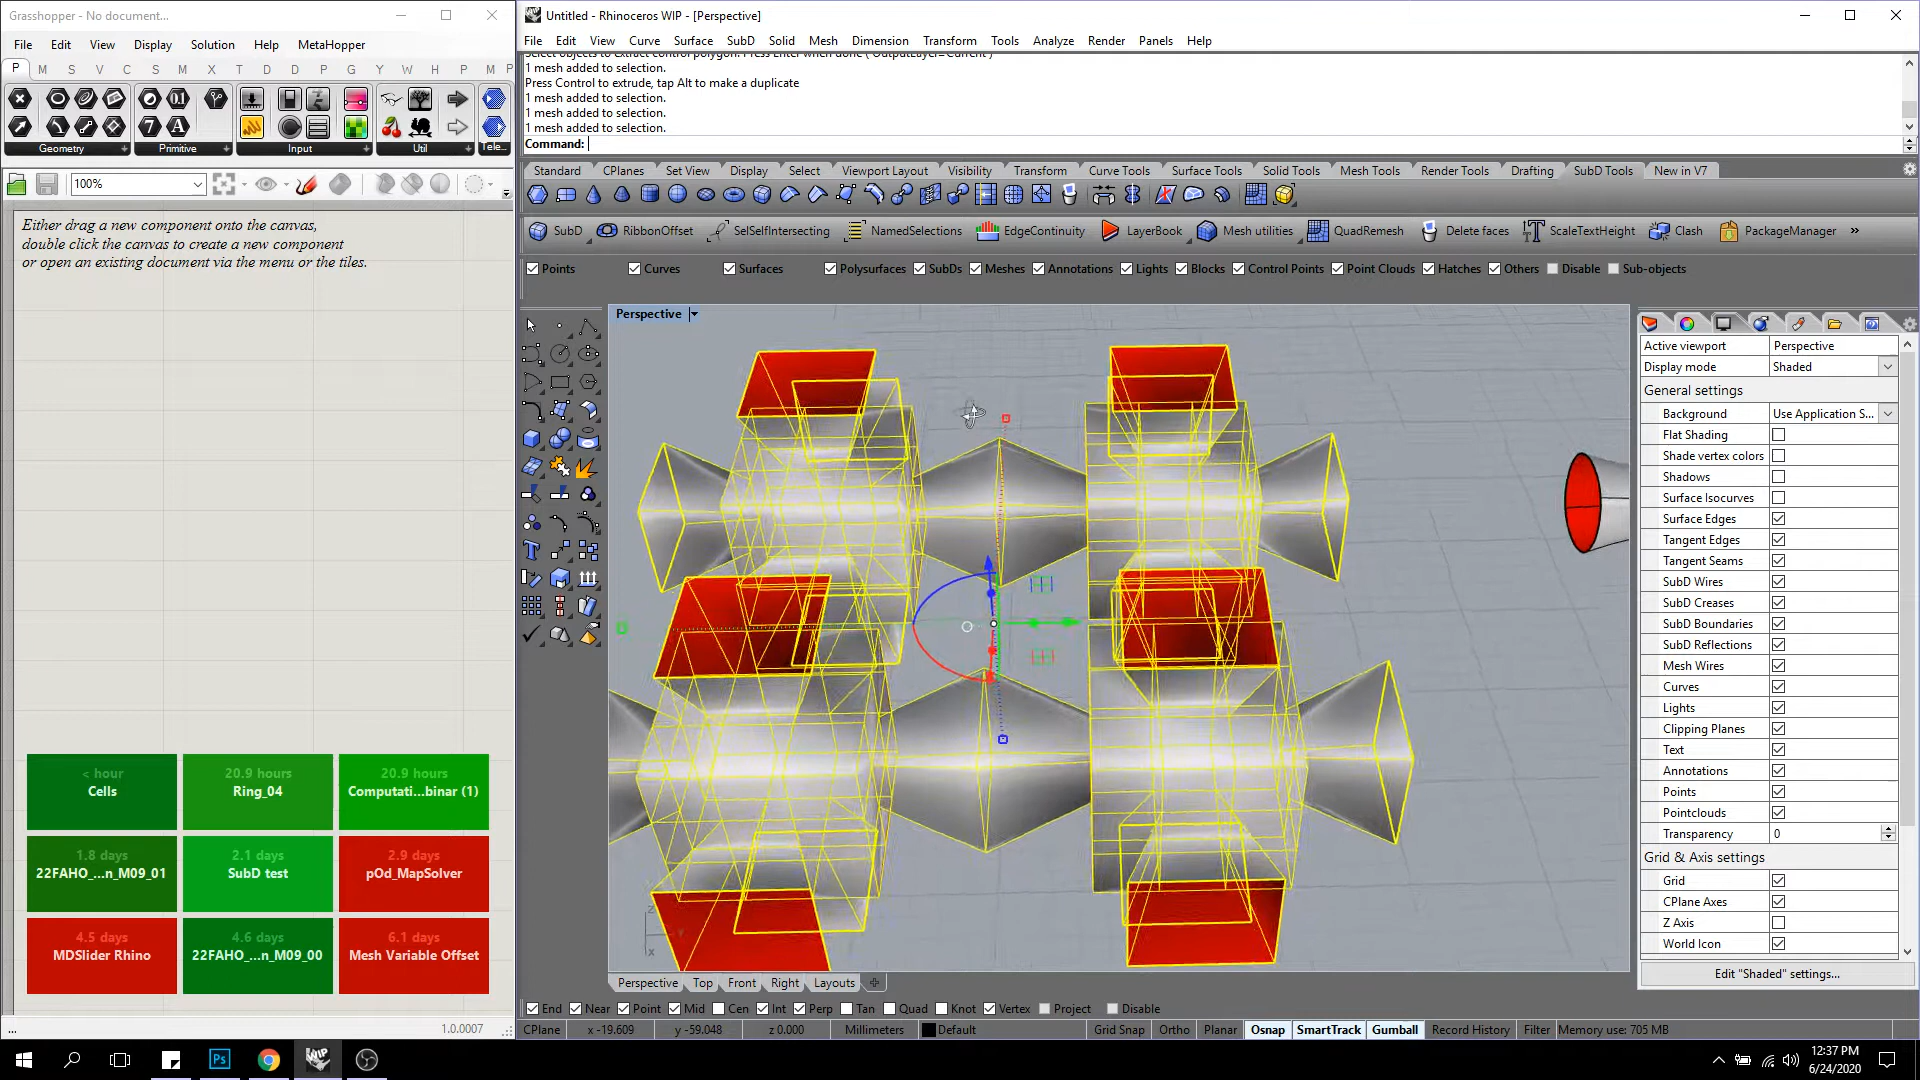 Grasshopper - No document...
File Edit View Display Solution Help MetaHopper
P M S V C S M X T D D P G Y W H P M P
Geometry Primitive Input Util Tele...
100%
Either drag a new component onto the canvas,
double click the canvas to create a new component
or open an existing document via the menu or the tiles.
< hour
Cells
20.9 hours
Ring_04
20.9 hours
Computati...binar (1)
1.8 days
22FAHO_...n_M09_01
2.1 days
SubD test
2.9 days
pOd_MapSolver
4.5 days
MDSlider Rhino
4.6 days
22FAHO_...n_M09_00
6.1 days
Mesh Variable Offset
...
1.0.0007
Untitled - Rhinoceros WIP - [Perspective]
File Edit View Curve Surface SubD Solid Mesh Dimension Transform Tools Analyze Render Panels Help
Select objects to extract control polygon. Press Enter when done ( OutputLayer=Current )
1 mesh added to selection.
Press Control to extrude, tap Alt to make a duplicate
1 mesh added to selection.
1 mesh added to selection.
1 mesh added to selection.
Command:
Standard CPlanes Set View Display Select Viewport Layout Visibility Transform Curve Tools Surface Tools Solid Tools Mesh Tools Render Tools Drafting SubD Tools New in V7
SubD RibbonOffset SelSelfIntersecting NamedSelections EdgeContinuity LayerBook Mesh utilities QuadRemesh Delete faces ScaleTextHeight Clash PackageManager »
Points Curves Surfaces Polysurfaces SubDs Meshes Annotations Lights Blocks Control Points Point Clouds Hatches Others Disable Sub-objects
Perspective
z
y
x
Active viewport Perspective
Display mode Shaded
General settings
Background Use Application S...
Flat Shading
Shade vertex colors
Shadows
Surface Isocurves
Surface Edges
Tangent Edges
Tangent Seams
SubD Wires
SubD Creases
SubD Boundaries
SubD Reflections
Mesh Wires
Curves
Lights
Clipping Planes
Text
Annotations
Points
Pointclouds
Transparency 0
Grid & Axis settings
Grid
CPlane Axes
Z Axis
World Icon
Edit "Shaded" settings...
Perspective Top Front Right Layouts
End Near Point Mid Cen Int Perp Tan Quad Knot Vertex Project Disable
CPlane x -19.609 y -59.048 z 0.000 Millimeters Default Grid Snap Ortho Planar Osnap SmartTrack Gumball Record History Filter Memory use: 705 MB
Ps
WIP
12:37 PM
6/24/2020